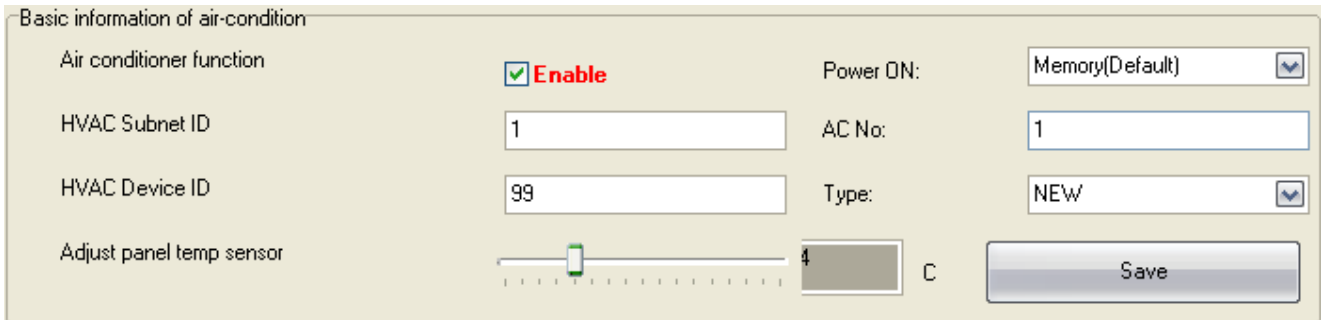 Basic information of air-condition
Air conditioner function
Enable
Power ON:
Memory(Default)
HVAC Subnet ID
1
AC No:
1
HVAC Device ID
99
Type:
NEW
Adjust panel temp sensor
4
C
Save